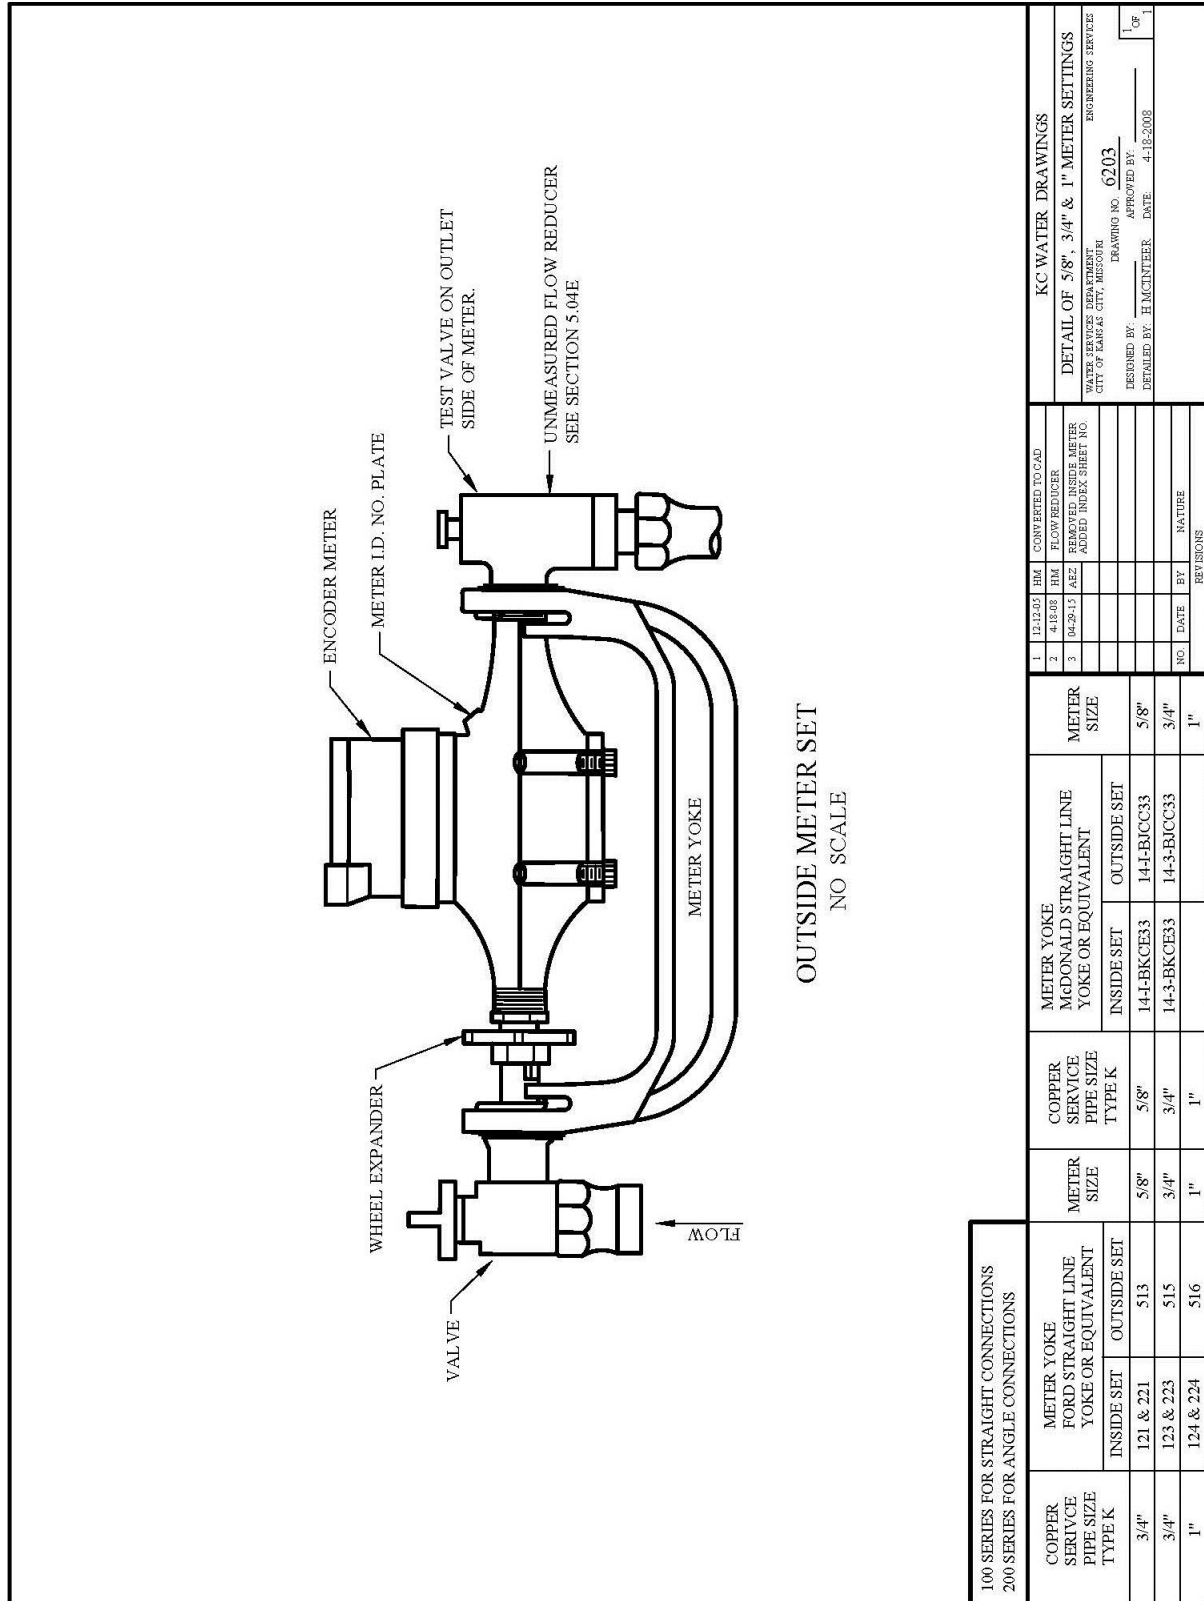 ENCODER METER
METER I.D. NO. PLATE
TEST VALVE ON OUTLET
SIDE OF METER.
UNMEASURED FLOW REDUCER
SEE SECTION 5.04E
WHEEL EXPANDER
VALVE
METER YOKE
FLOW
OUTSIDE METER SET
NO SCALE
100 SERIES FOR STRAIGHT CONNECTIONS
200 SERIES FOR ANGLE CONNECTIONS
COPPER
SERIVCE
PIPE SIZE
TYPE K
METER YOKE
FORD STRAIGHT LINE
YOKE OR EQUIVALENT
INSIDE SET OUTSIDE SET
METER
SIZE
COPPER
SERVICE
PIPE SIZE
TYPE K
METER YOKE
McDONALD STRAIGHT LINE
YOKE OR EQUIVALENT
INSIDE SET OUTSIDE SET
METER
SIZE
3/4" 121 & 221 513 5/8" 5/8" 14-1-BKCE33 14-1-BJCC33 5/8"
3/4" 123 & 223 515 3/4" 3/4" 14-3-BKCE33 14-3-BJCC33 3/4"
1" 124 & 224 516 1" 1" 1"
1 12-12-05 HM CONVERTED TO CAD
2 4-18-08 HM FLOW REDUCER
3 04-29-15 AEZ REMOVED INSIDE METER
ADDED INDEX SHEET NO.
NO. DATE BY NATURE
REVISIONS
KC WATER DRAWINGS
DETAIL OF 5/8", 3/4" & 1" METER SETTINGS
WATER SERVICES DEPARTMENT ENGINEERING SERVICES
CITY OF KANSAS CITY, MISSOURI
DRAWING NO. 6203 1 OF 1
DESIGNED BY: APPROVED BY:
DETAILED BY: H MCINTEER DATE: 4-18-2008